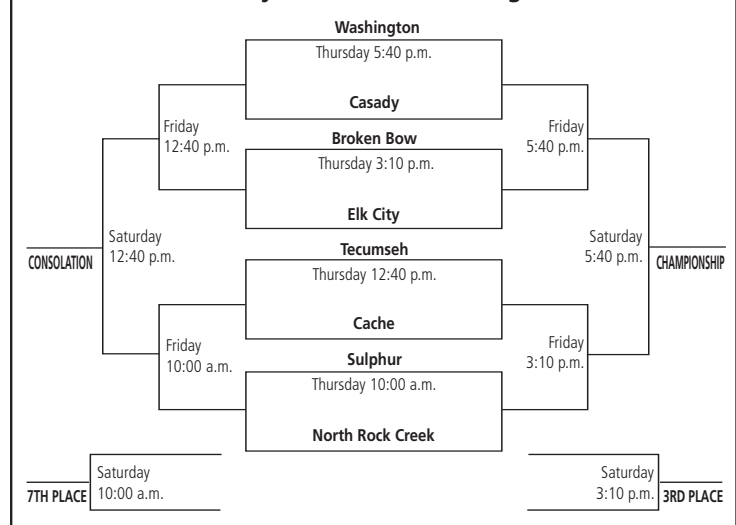 Washington
Thursday 5:40 p.m.
Casady
Friday
12:40 p.m.
Friday
5:40 p.m.
Broken Bow
Thursday 3:10 p.m.
Elk City
Saturday
12:40 p.m.
CONSOLATION
Saturday
5:40 p.m.
CHAMPIONSHIP
Tecumseh
Thursday 12:40 p.m.
Cache
Friday
10:00 a.m.
Friday
3:10 p.m.
Sulphur
Thursday 10:00 a.m.
North Rock Creek
Saturday
10:00 a.m.
7TH PLACE
Saturday
3:10 p.m.
3RD PLACE